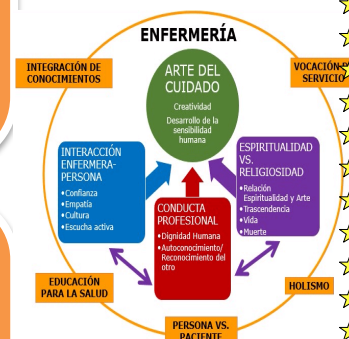 ENFERMERÍA
INTEGRACIÓN DE
CONOCIMIENTOS
ARTE DEL
CUIDADO
Creatividad
Desarrollo de la
sensibilidad
humana
VOCACIÓN DE
SERVICIO
INTERACCIÓN
ENFERMERA-
PERSONA
•Confianza
•Empatía
•Cultura
•Escucha activa
ESPIRITUALIDAD
VS.
RELIGIOSIDAD
•Relación
Espiritualidad y Arte
•Trascendencia
•Vida
•Muerte
CONDUCTA
PROFESIONAL
•Dignidad Humana
•Autoconocimiento/
Reconocimiento del
otro
EDUCACIÓN
PARA LA SALUD
HOLISMO
PERSONA VS.
PACIENTE